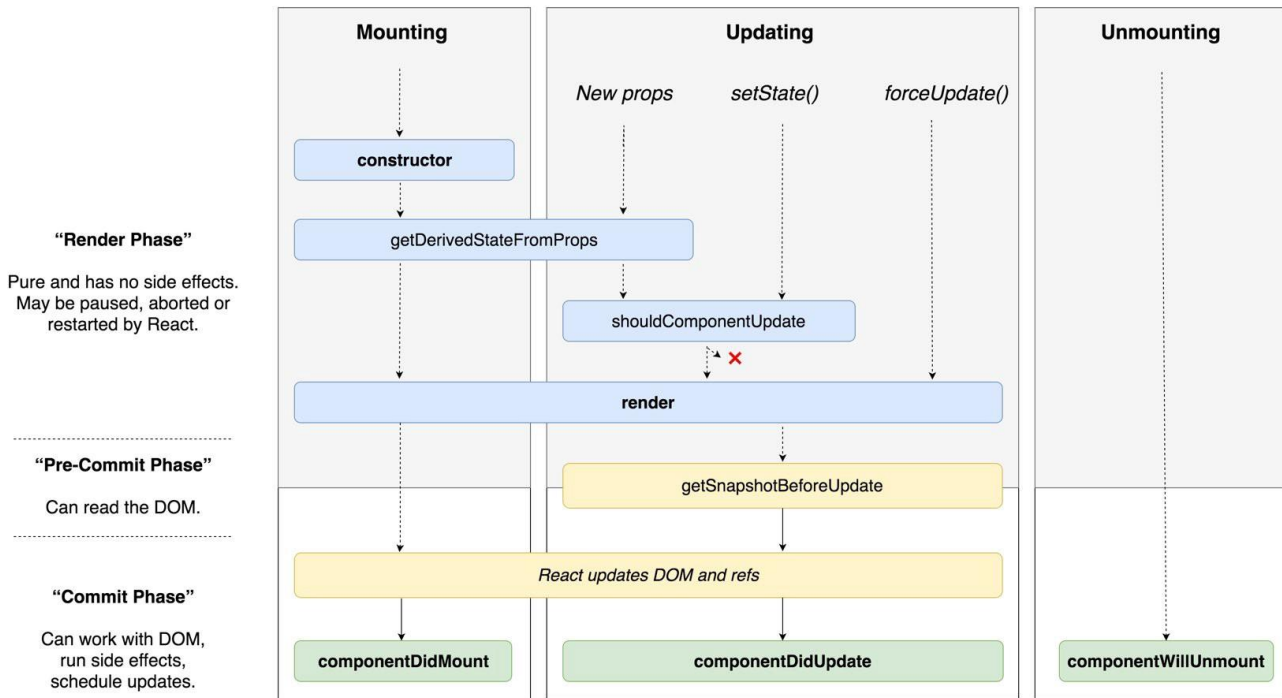 Mounting
Updating
Unmounting
New props
setState()
forceUpdate()
constructor
“Render Phase”
getDerivedStateFromProps
Pure and has no side effects.
May be paused, aborted or
restarted by React.
shouldComponentUpdate
render
“Pre-Commit Phase”
getSnapshotBeforeUpdate
Can read the DOM.
React updates DOM and refs
“Commit Phase”
Can work with DOM,
run side effects,
schedule updates.
componentDidMount
componentDidUpdate
componentWillUnmount